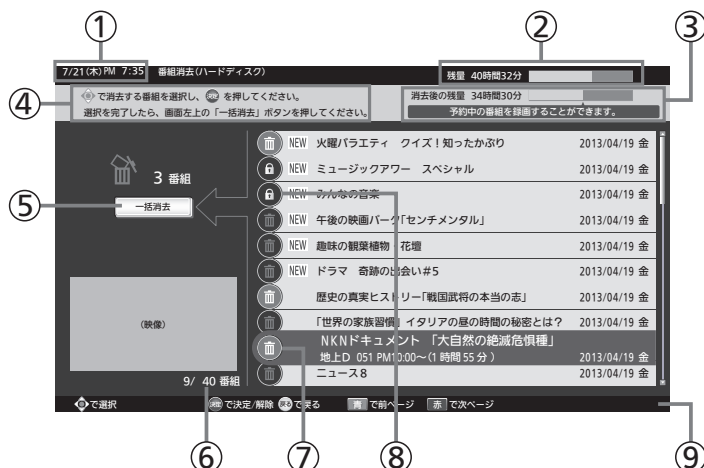 ① ② ③
7/21(木)PM 7:35 番組消去(ハードディスク) 残量 40時間32分
④ で消去する番組を選択し、決定 を押してください。
選択を完了したら、画面左上の「一括消去」ボタンを押してください。
消去後の残量 34時間30分
予約中の番組を録画することができます。
3 番組
⑤ 一括消去
NEW 火曜バラエティ クイズ！知ったかぶり 2013/04/19 金
NEW ミュージックアワー スペシャル 2013/04/19 金
NEW みんなの音楽 2013/04/19 金
NEW 午後の映画パーク「センチメンタル」 2013/04/19 金
NEW 趣味の観葉植物・花壇 2013/04/19 金
NEW ドラマ 奇跡の出会い#5 2013/04/19 金
歴史の真実ヒストリー「戦国武将の本当の志」 2013/04/19 金
「世界の家族習慣」イタリアの昼の時間の秘密とは？ 2013/04/19 金
NKNドキュメント 「大自然の絶滅危惧種」
地上D 051 PM10:00～(1時間55分) 2013/04/19 金
ニュース8 2013/04/19 金
(映像)
9/ 40 番組
で選択 決定 で決定/解除 戻る で戻る 青 で前ページ 赤 で次ページ
⑥ ⑦ ⑧ ⑨